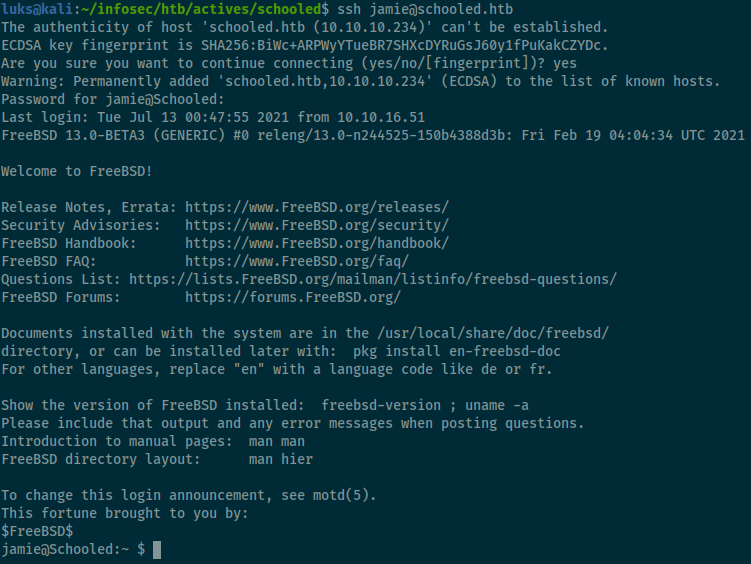 luks@kali:~/infosec/htb/actives/schooled$ ssh jamie@schooled.htb
The authenticity of host 'schooled.htb (10.10.10.234)' can't be established.
ECDSA key fingerprint is SHA256:BiWc+ARPWyYTueBR7SHXcDYRuGsJ60y1fPuKakCZYDc.
Are you sure you want to continue connecting (yes/no/[fingerprint])? yes
Warning: Permanently added 'schooled.htb,10.10.10.234' (ECDSA) to the list of known hosts.
Password for jamie@Schooled:
Last login: Tue Jul 13 00:47:55 2021 from 10.10.16.51
FreeBSD 13.0-BETA3 (GENERIC) #0 releng/13.0-n244525-150b4388d3b: Fri Feb 19 04:04:34 UTC 2021

Welcome to FreeBSD!

Release Notes, Errata: https://www.FreeBSD.org/releases/
Security Advisories:   https://www.FreeBSD.org/security/
FreeBSD Handbook:      https://www.FreeBSD.org/handbook/
FreeBSD FAQ:           https://www.FreeBSD.org/faq/
Questions List: https://lists.FreeBSD.org/mailman/listinfo/freebsd-questions/
FreeBSD Forums:        https://forums.FreeBSD.org/

Documents installed with the system are in the /usr/local/share/doc/freebsd/
directory, or can be installed later with:  pkg install en-freebsd-doc
For other languages, replace "en" with a language code like de or fr.

Show the version of FreeBSD installed:  freebsd-version ; uname -a
Please include that output and any error messages when posting questions.
Introduction to manual pages:  man man
FreeBSD directory layout:      man hier

To change this login announcement, see motd(5).
This fortune brought to you by:
$FreeBSD$
jamie@Schooled:~ $